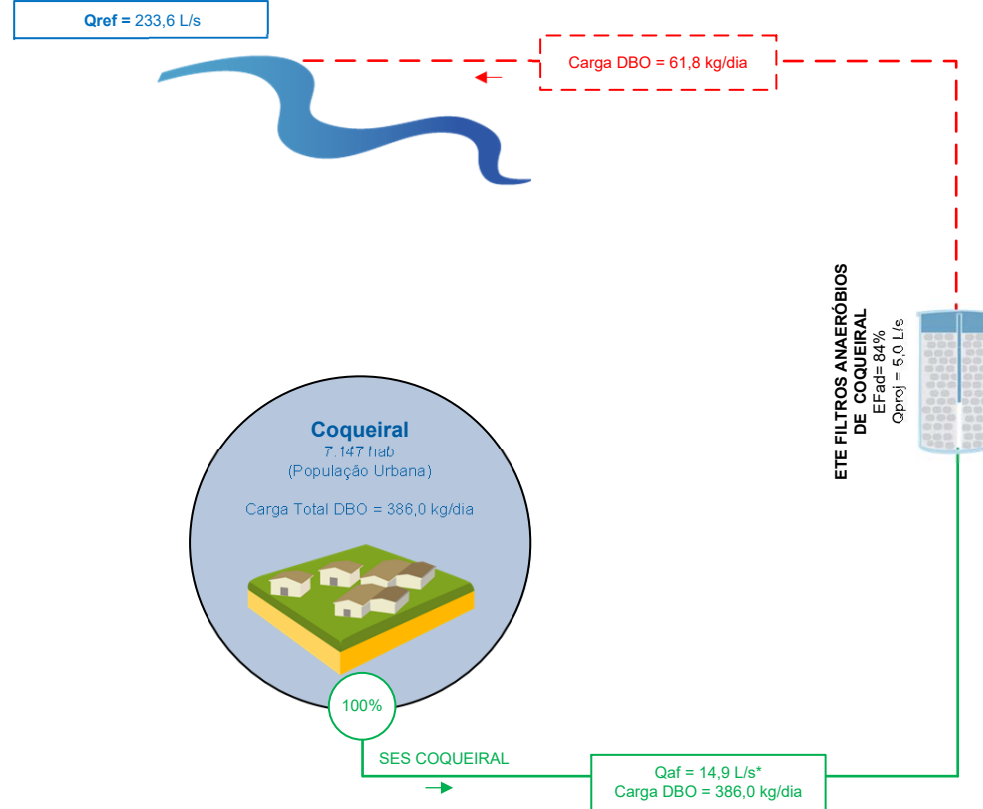 Qref = 233,6 L/s
Carga DBO = 61,8 kg/dia
ETE FILTROS ANAERÓBIOS
DE COQUEIRAL
EFad= 84%
Qproj = 5,0 L/s
Coqueiral
7.147 hab
(População Urbana)
Carga Total DBO = 386,0 kg/dia
100%
SES COQUEIRAL
Qaf = 14,9 L/s*
Carga DBO = 386,0 kg/dia